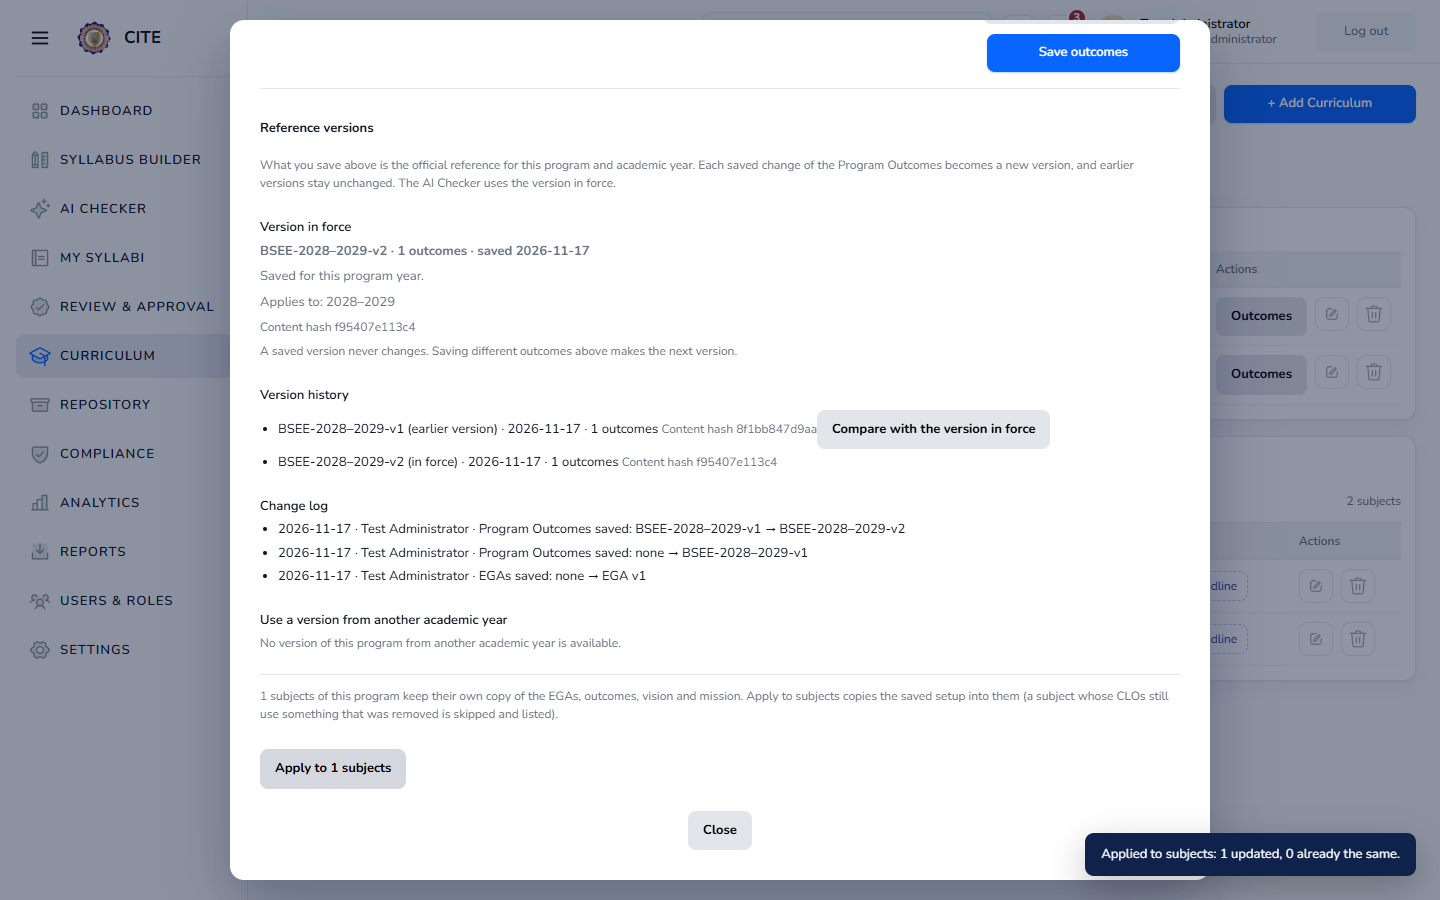 CITE
3
istrator
dministrator
Log out
Save outcomes
+ Add Curriculum
DASHBOARD
SYLLABUS BUILDER
AI CHECKER
MY SYLLABI
REVIEW & APPROVAL
CURRICULUM
REPOSITORY
COMPLIANCE
ANALYTICS
REPORTS
USERS & ROLES
SETTINGS
Reference versions
What you save above is the official reference for this program and academic year. Each saved change of the Program Outcomes becomes a new version, and earlier
versions stay unchanged. The AI Checker uses the version in force.
Version in force
BSEE-2028–2029-v2 · 1 outcomes · saved 2026-11-17
Saved for this program year.
Applies to: 2028–2029
Content hash f95407e113c4
A saved version never changes. Saving different outcomes above makes the next version.
Version history
• BSEE-2028–2029-v1 (earlier version) · 2026-11-17 · 1 outcomes Content hash 8f1bb847d9aa Compare with the version in force
• BSEE-2028–2029-v2 (in force) · 2026-11-17 · 1 outcomes Content hash f95407e113c4
Change log
• 2026-11-17 · Test Administrator · Program Outcomes saved: BSEE-2028–2029-v1 → BSEE-2028–2029-v2
• 2026-11-17 · Test Administrator · Program Outcomes saved: none → BSEE-2028–2029-v1
• 2026-11-17 · Test Administrator · EGAs saved: none → EGA v1
Use a version from another academic year
No version of this program from another academic year is available.
1 subjects of this program keep their own copy of the EGAs, outcomes, vision and mission. Apply to subjects copies the saved setup into them (a subject whose CLOs still
use something that was removed is skipped and listed).
Apply to 1 subjects
Close
Actions
Outcomes
Outcomes
2 subjects
Actions
dline
dline
Applied to subjects: 1 updated, 0 already the same.